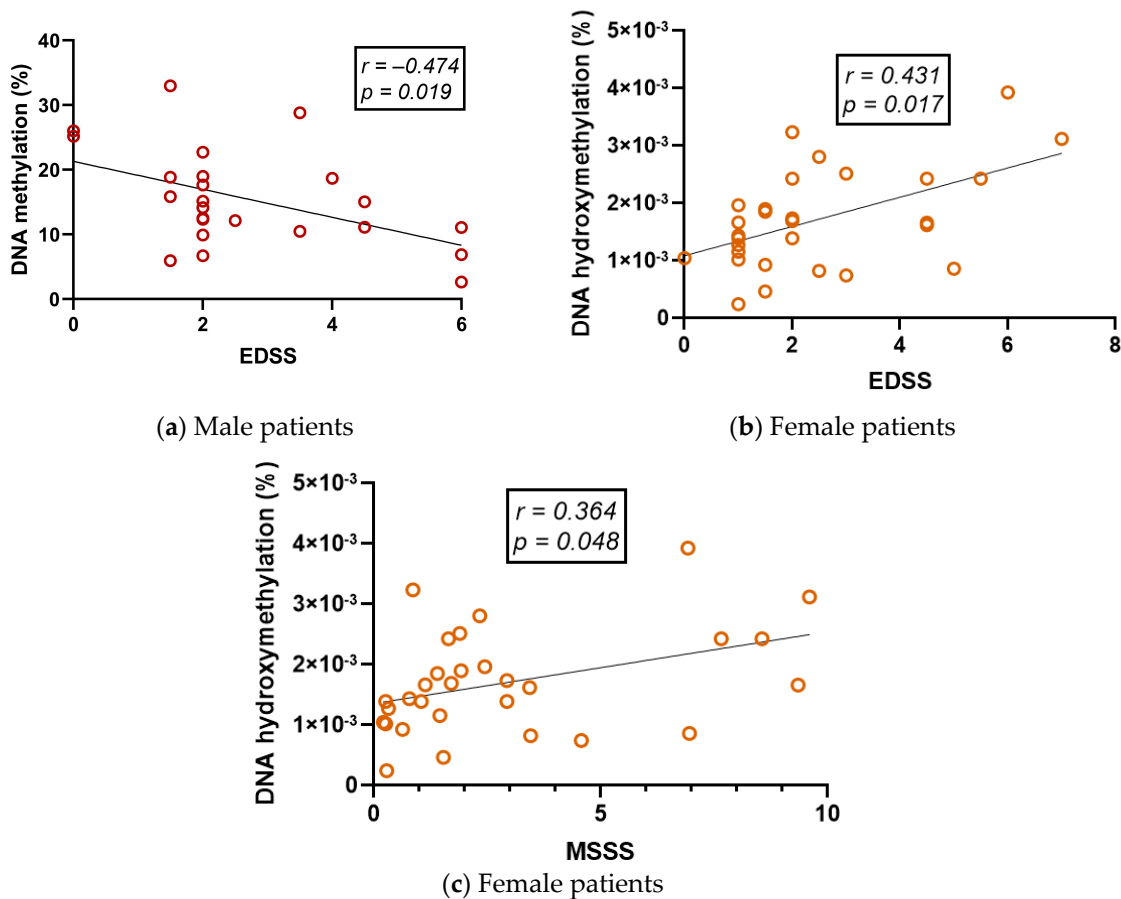 40
30
20
10
0
DNA methylation (%)
r = –0.474
p = 0.019
0 2 4 6
EDSS
(a) Male patients
5×10⁻³
4×10⁻³
3×10⁻³
2×10⁻³
1×10⁻³
0
DNA hydroxymethylation (%)
r = 0.431
p = 0.017
0 2 4 6 8
EDSS
(b) Female patients
5×10⁻³
4×10⁻³
3×10⁻³
2×10⁻³
1×10⁻³
0
DNA hydroxymethylation (%)
r = 0.364
p = 0.048
0 5 10
MSSS
(c) Female patients